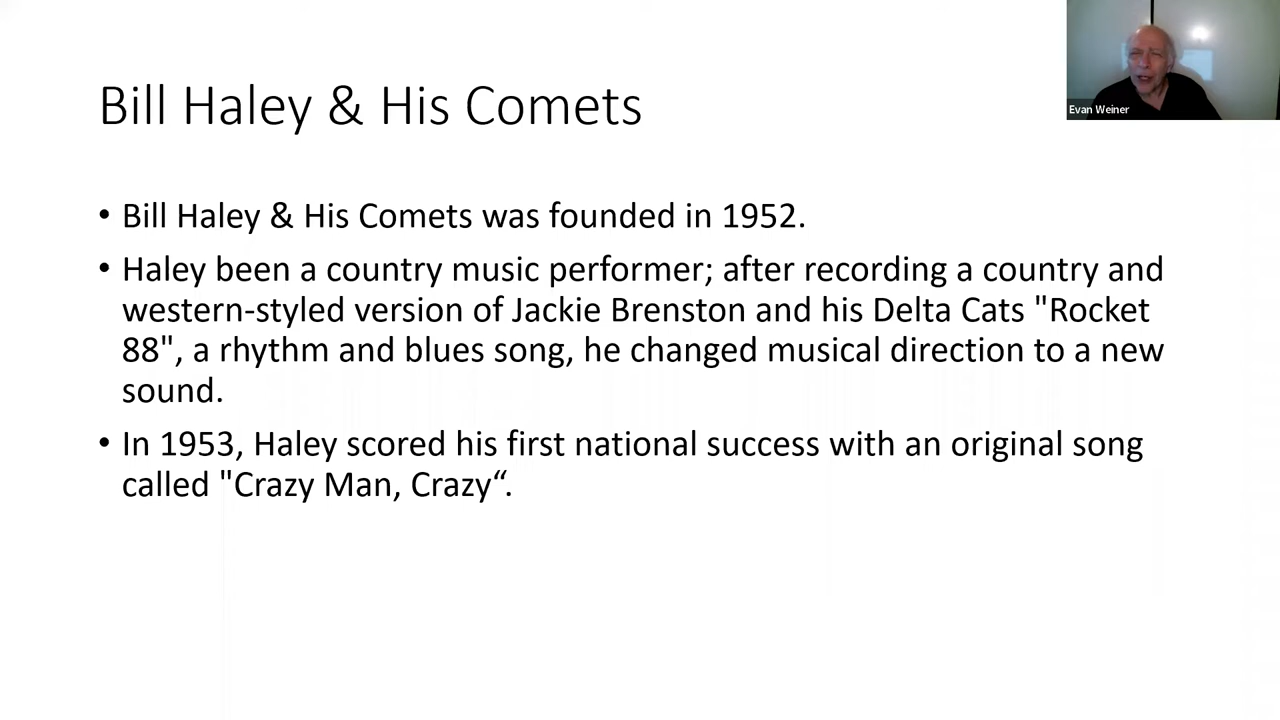 Bill Haley & His Comets
Evan Weiner
• Bill Haley & His Comets was founded in 1952.
• Haley been a country music performer; after recording a country and
western-styled version of Jackie Brenston and his Delta Cats "Rocket
88", a rhythm and blues song, he changed musical direction to a new
sound.
• In 1953, Haley scored his first national success with an original song
called "Crazy Man, Crazy“.